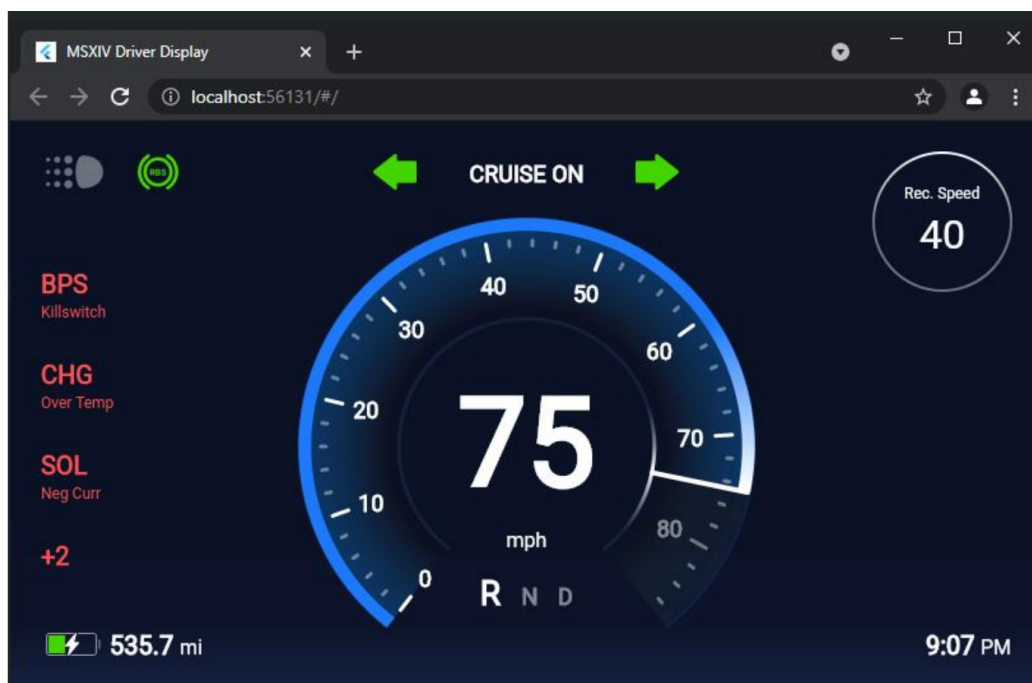 MSXIV Driver Display
localhost:56131/#/
RBS
CRUISE ON
Rec. Speed
40
BPS
Killswitch
CHG
Over Temp
SOL
Neg Curr
+2
0
10
20
30
40
50
60
70
80
75
mph
R N D
535.7 mi
9:07 PM